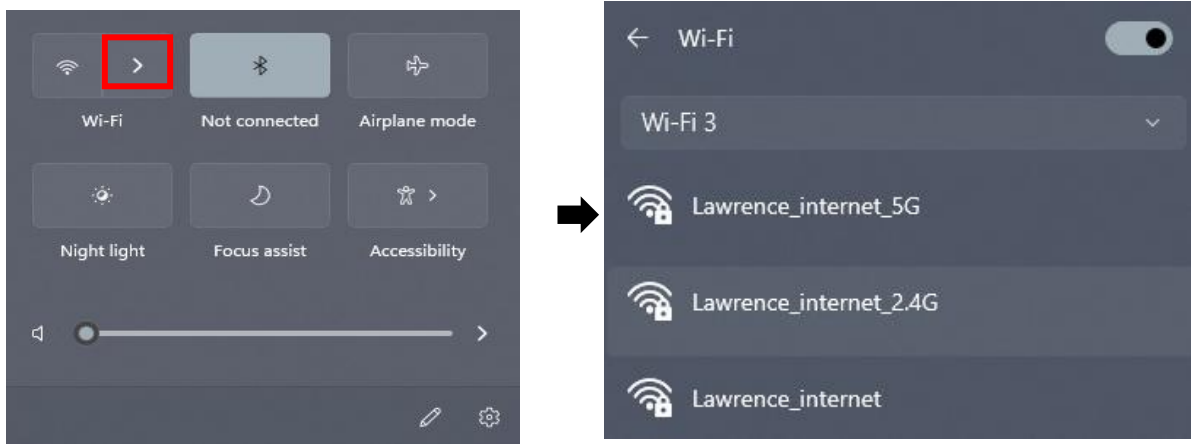 Wi-Fi
Not connected
Airplane mode
Night light
Focus assist
Accessibility
Wi-Fi
Wi-Fi 3
Lawrence_internet_5G
Lawrence_internet_2.4G
Lawrence_internet